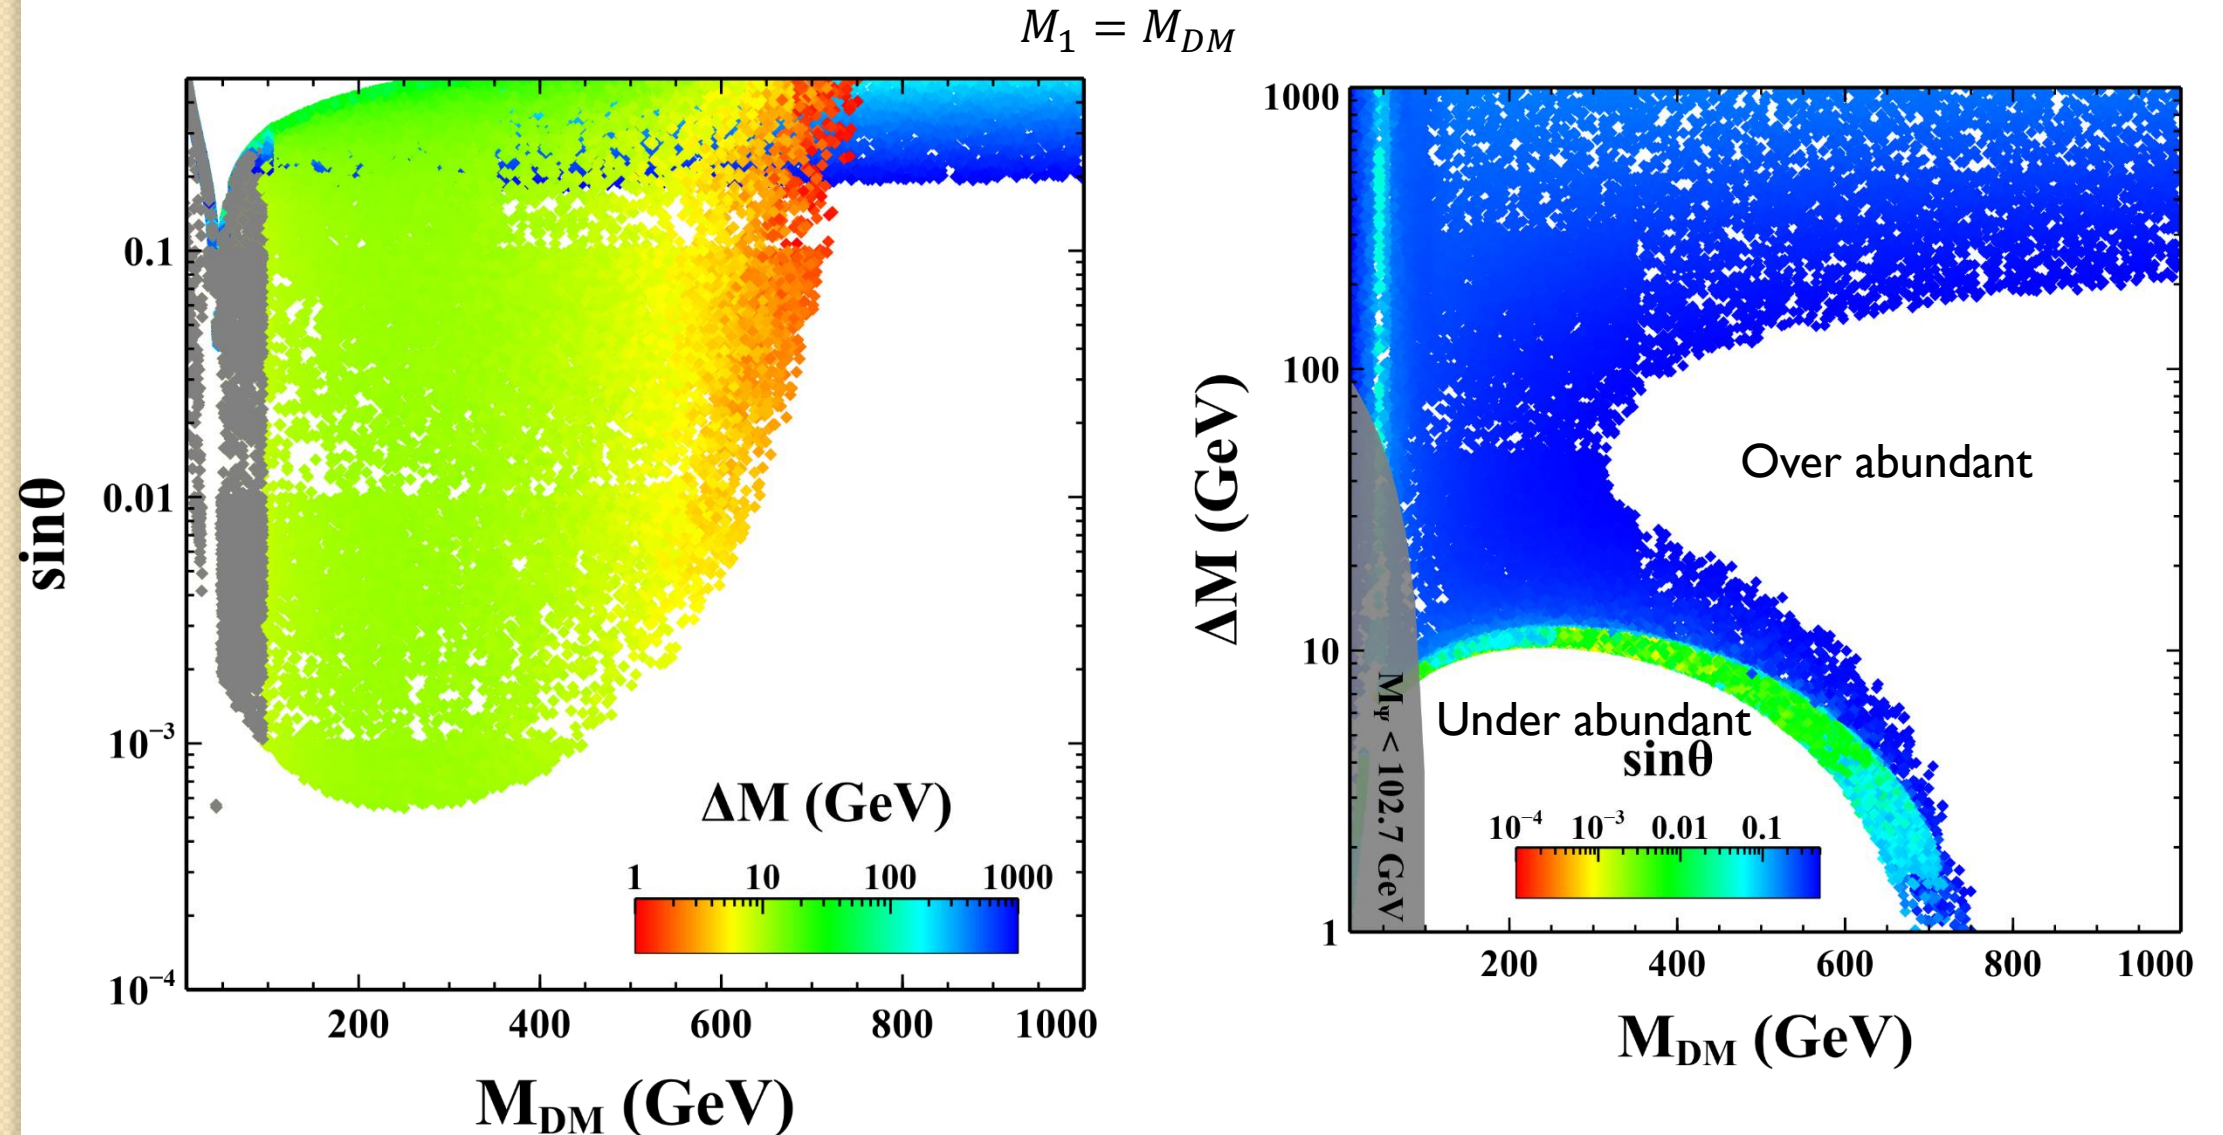 M₁ = M_DM
sinθ
0.1
0.01
10⁻³
10⁻⁴
ΔM (GeV)
1 10 100 1000
200 400 600 800 1000
M_DM (GeV)
ΔM (GeV)
1000
100
10
1
Over abundant
Under abundant
M_Ψ < 102.7 GeV
sinθ
10⁻⁴ 10⁻³ 0.01 0.1
200 400 600 800 1000
M_DM (GeV)